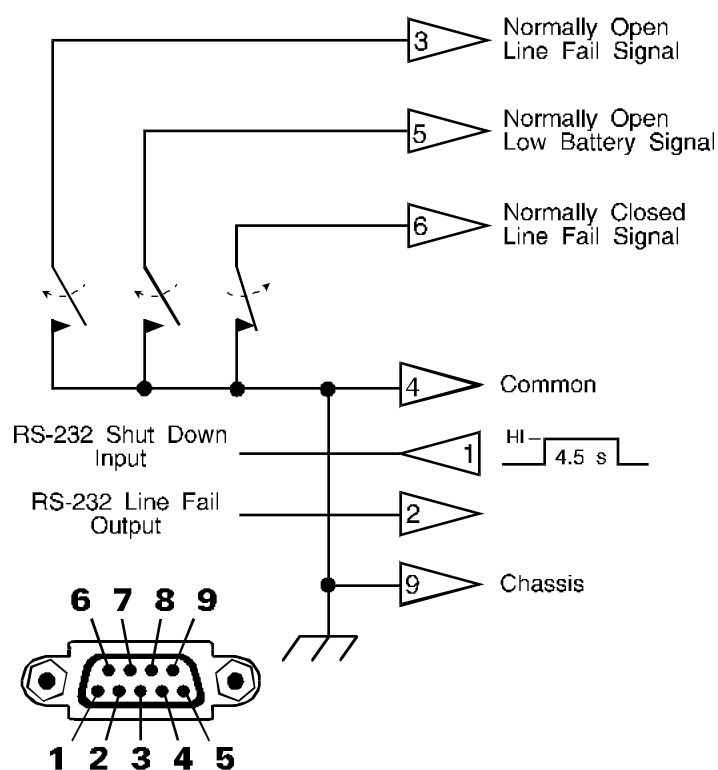 3
Normally Open
Line Fail Signal
5
Normally Open
Low Battery Signal
6
Normally Closed
Line Fail Signal
4
Common
RS-232 Shut Down
Input
1
HI
4.5 s
RS-232 Line Fail
Output
2
9
Chassis
6 7 8 9
1 2 3 4 5